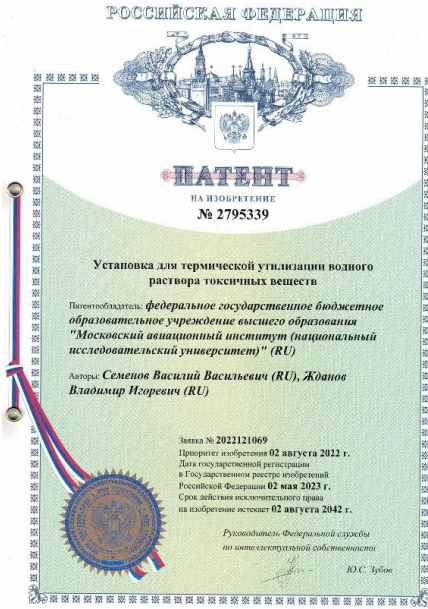 РОССИЙСКАЯ ФЕДЕРАЦИЯ
ПАТЕНТ
НА ИЗОБРЕТЕНИЕ
№ 2795339
Установка для термической утилизации водного
раствора токсичных веществ
Патентообладатель: федеральное государственное бюджетное
образовательное учреждение высшего образования
"Московский авиационный институт (национальный
исследовательский университет)" (RU)
Авторы: Семенов Василий Васильевич (RU), Жданов
Владимир Игоревич (RU)
Заявка № 2022121069
Приоритет изобретения 02 августа 2022 г.
Дата государственной регистрации
в Государственном реестре изобретений
Российской Федерации 02 мая 2023 г.
Срок действия исключительного права
на изобретение истекает 02 августа 2042 г.
Руководитель Федеральной службы
по интеллектуальной собственности
Ю.С. Зубов